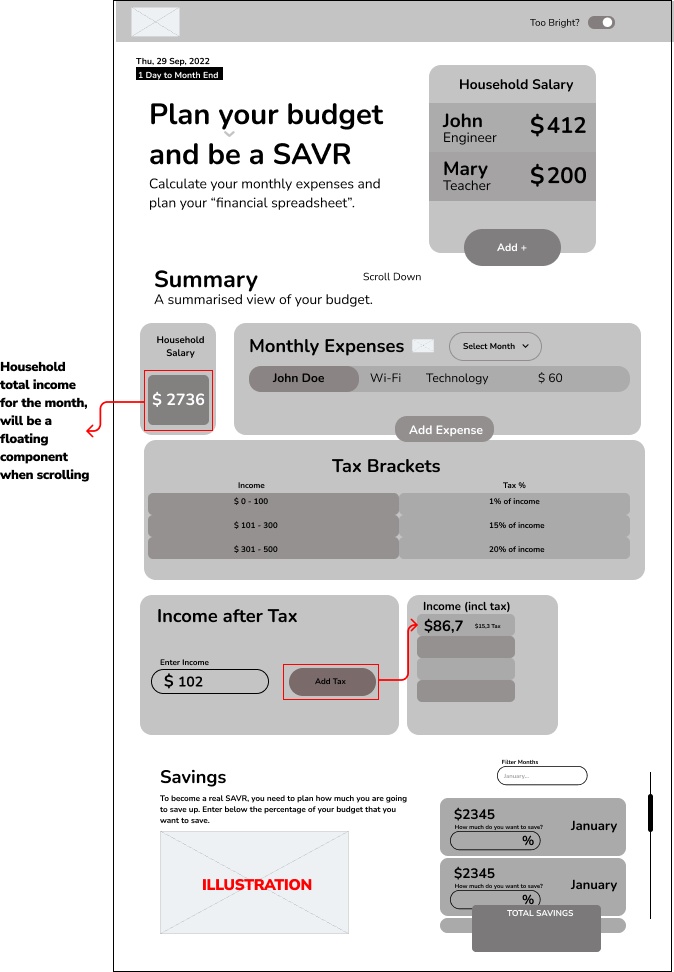 Too Bright?
Thu, 29 Sep, 2022
1 Day to Month End
Plan your budget
and be a SAVR
Calculate your monthly expenses and
plan your “financial spreadsheet”.
Household Salary
John
Engineer
$ 412
Mary
Teacher
$ 200
Add +
Summary
Scroll Down
A summarised view of your budget.
Household
Salary
$ 2736
Household
total income
for the month,
will be a
floating
component
when scrolling
Monthly Expenses
Select Month
John Doe
Wi-Fi
Technology
$ 60
Add Expense
Tax Brackets
Income
Tax %
$ 0 - 100
1% of income
$ 101 - 300
15% of income
$ 301 - 500
20% of income
Income after Tax
Enter Income
$ 102
Add Tax
Income (incl tax)
$86,7
$15,3 Tax
Savings
To become a real SAVR, you need to plan how much you are going
to save up. Enter below the percentage of your budget that you
want to save.
ILLUSTRATION
Filter Months
January...
$2345
How much do you want to save?
%
January
$2345
How much do you want to save?
%
January
TOTAL SAVINGS